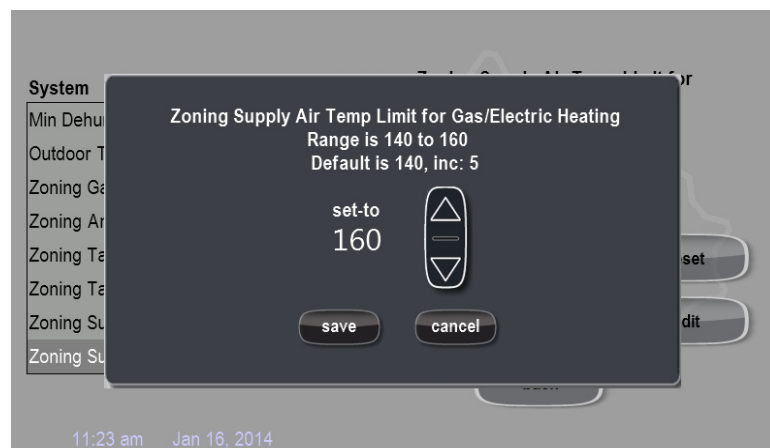 System
Min Dehu
Outdoor T
Zoning Ga
Zoning Ar
Zoning Ta
Zoning Ta
Zoning Su
Zoning Su
Zoning Supply Air Temp Limit for Gas/Electric Heating
Range is 140 to 160
Default is 140, inc: 5
set-to
160
save
cancel
11:23 am Jan 16, 2014